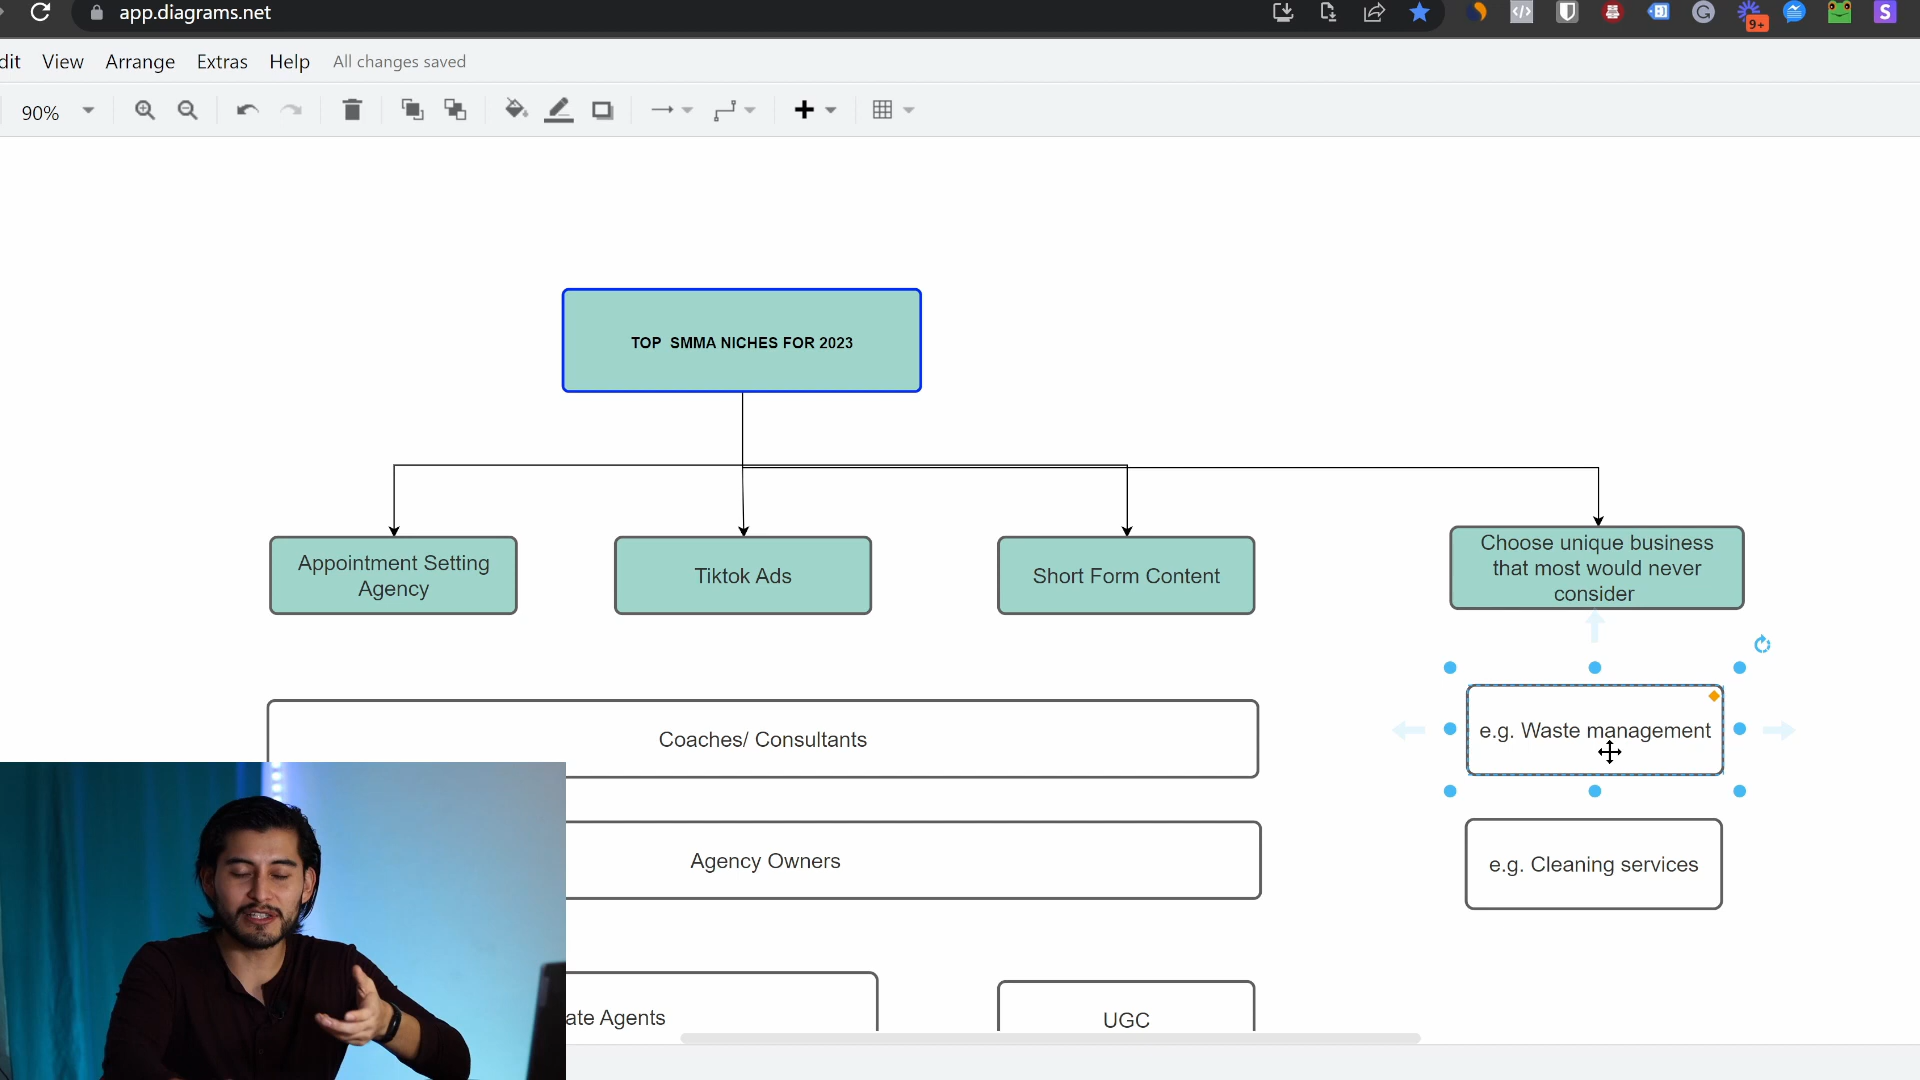 app.diagrams.net
9+
dit View Arrange Extras Help All changes saved
90%
TOP SMMA NICHES FOR 2023
Appointment Setting
Agency
Tiktok Ads
Short Form Content
Choose unique business
that most would never
consider
Coaches/ Consultants
e.g. Waste management
Agency Owners
e.g. Cleaning services
ate Agents
UGC